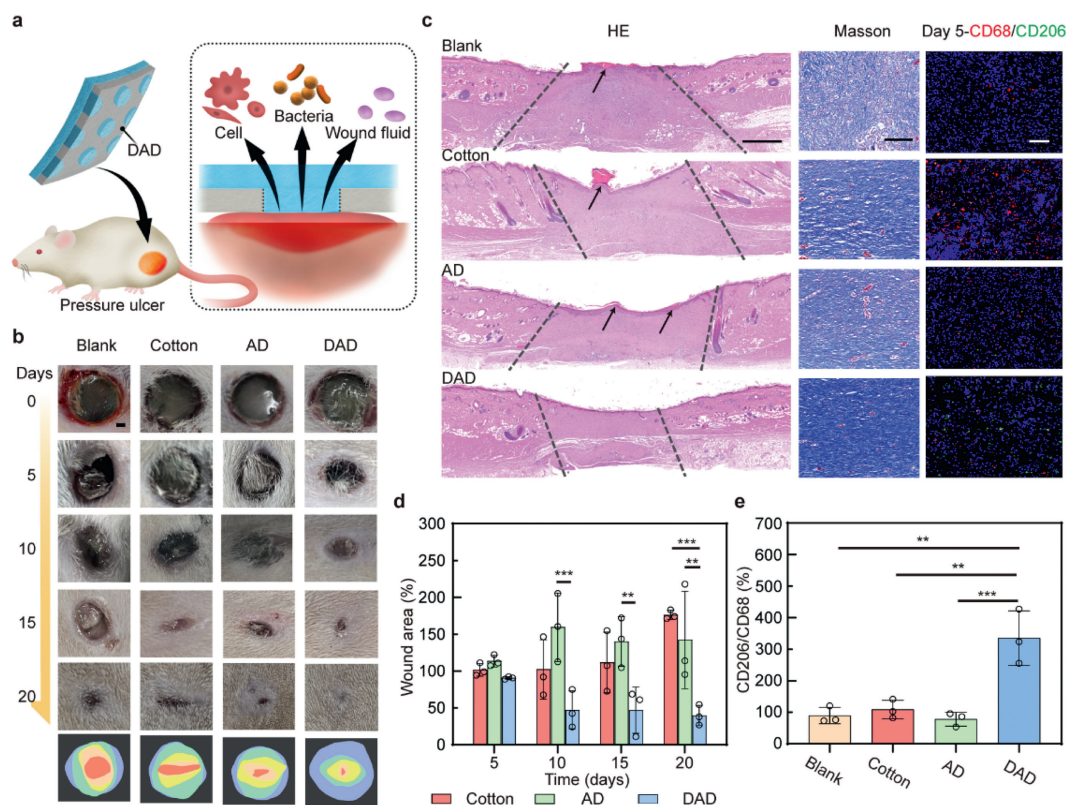 a
DAD
Pressure ulcer
Cell
Bacteria
Wound fluid
b
Blank Cotton AD DAD
Days
0
5
10
15
20
c
HE Masson Day 5-CD68/CD206
Blank
Cotton
AD
DAD
d
Wound area (%)
300
250
200
150
100
50
0
***
**
***
**
5 10 15 20
Time (days)
Cotton AD DAD
e
CD206/CD68 (%)
700
600
500
400
300
200
100
0
**
**
***
Blank Cotton AD DAD